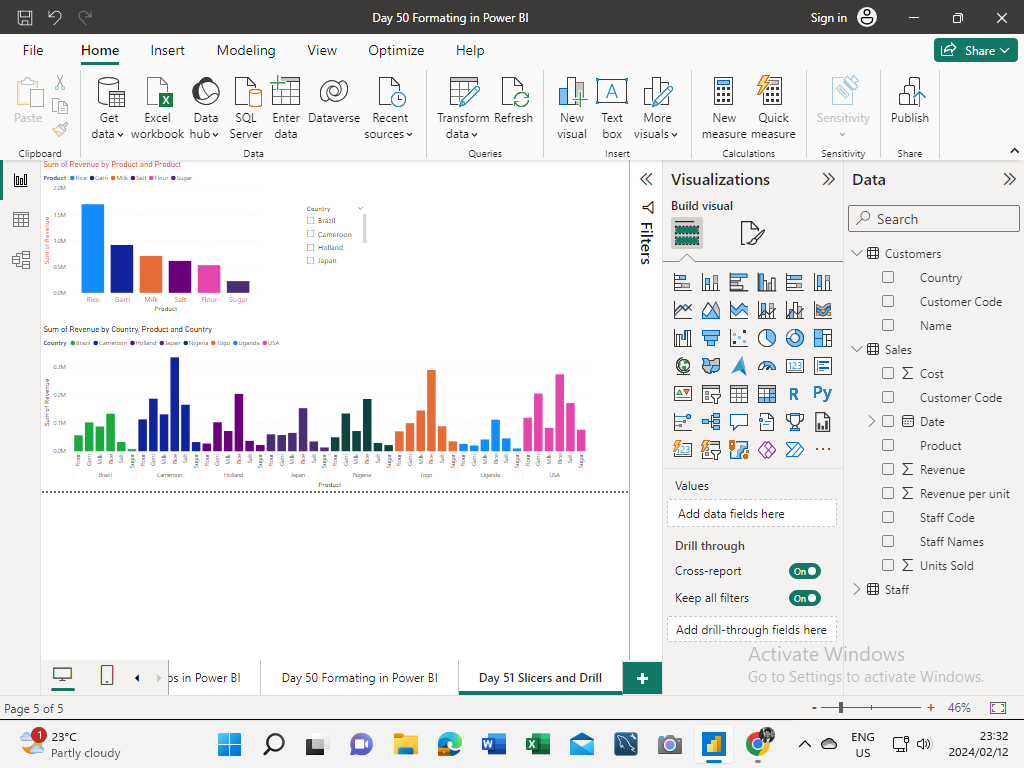 Day 50 Formating in Power BI
Sign in
File Home Insert Modeling View Optimize Help
Share
Paste
Get data
Excel workbook
Data hub
SQL Server
Enter data
Dataverse
Recent sources
Transform data
Refresh
New visual
Text box
More visuals
New measure
Quick measure
Sensitivity
Publish
Clipboard
Data
Queries
Insert
Calculations
Sensitivity
Share
Sum of Revenue by Product and Product
Product Rice Garri Milk Salt Flour Sugar
2.0M
1.5M
1.0M
0.5M
0.0M
Sum of Revenue
Rice Garri Milk Salt Flour Sugar
Product
Country
Brazil
Cameroon
Holland
Japan
Sum of Revenue by Country, Product and Country
Country Brazil Cameroon Holland Japan Nigeria Togo Uganda USA
0.3M
0.2M
0.1M
0.0M
Sum of Revenue
Flour Garri Milk Rice Salt Sugar
Brazil Cameroon Holland Japan Nigeria Togo Uganda USA
Product
Filters
Visualizations
Build visual
123
R
Py
123
Values
Add data fields here
Drill through
Cross-report
On
Keep all filters
On
Add drill-through fields here
Data
Search
Customers
Country
Customer Code
Name
Sales
Σ Cost
Customer Code
Date
Product
Σ Revenue
Σ Revenue per unit
Staff Code
Staff Names
Σ Units Sold
Staff
Activate Windows
Go to Settings to activate Windows.
ps in Power BI
Day 50 Formating in Power BI
Day 51 Slicers and Drill
+
Page 5 of 5
- + 46%
1
23°C
Partly cloudy
ENG
US
23:32
2024/02/12